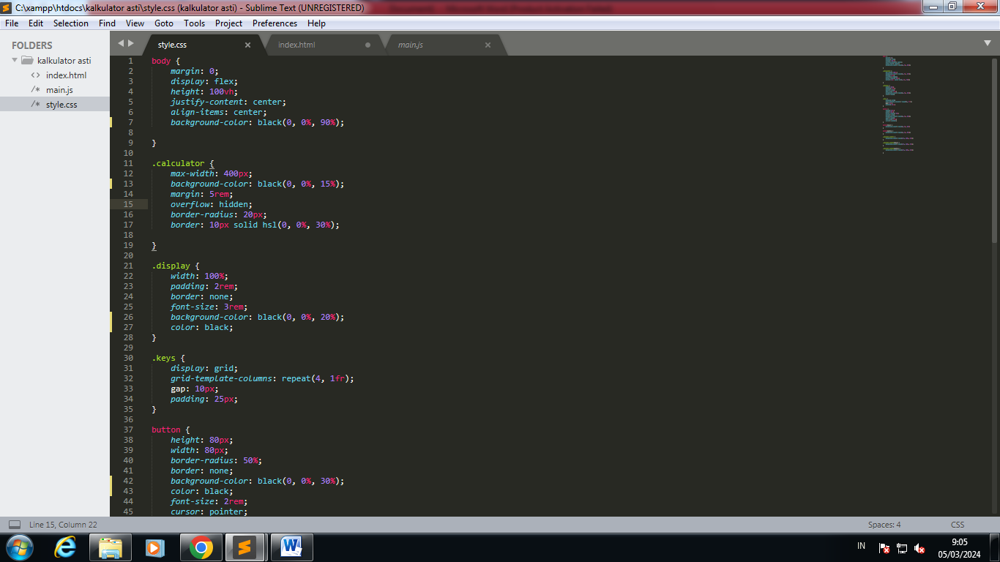 C:\xampp\htdocs\kalkulator asti\style.css (kalkulator asti) - Sublime Text (UNREGISTERED)
File Edit Selection Find View Goto Tools Project Preferences Help
FOLDERS
kalkulator asti
<> index.html
/* main.js
/* style.css
style.css index.html main.js
1 body {
2 margin: 0;
3 display: flex;
4 height: 100vh;
5 justify-content: center;
6 align-items: center;
7 background-color: black(0, 0%, 90%);
8
9 }
10
11 .calculator {
12 max-width: 400px;
13 background-color: black(0, 0%, 15%);
14 margin: 5rem;
15 overflow: hidden;
16 border-radius: 20px;
17 border: 10px solid hsl(0, 0%, 30%);
18
19 }
20
21 .display {
22 width: 100%;
23 padding: 2rem;
24 border: none;
25 font-size: 3rem;
26 background-color: black(0, 0%, 20%);
27 color: black;
28 }
29
30 .keys {
31 display: grid;
32 grid-template-columns: repeat(4, 1fr);
33 gap: 10px;
34 padding: 25px;
35 }
36
37 button {
38 height: 80px;
39 width: 80px;
40 border-radius: 50%;
41 border: none;
42 background-color: black(0, 0%, 30%);
43 color: black;
44 font-size: 2rem;
45 cursor: pointer;
Line 15, Column 22
Spaces: 4
CSS
IN
9:05
05/03/2024